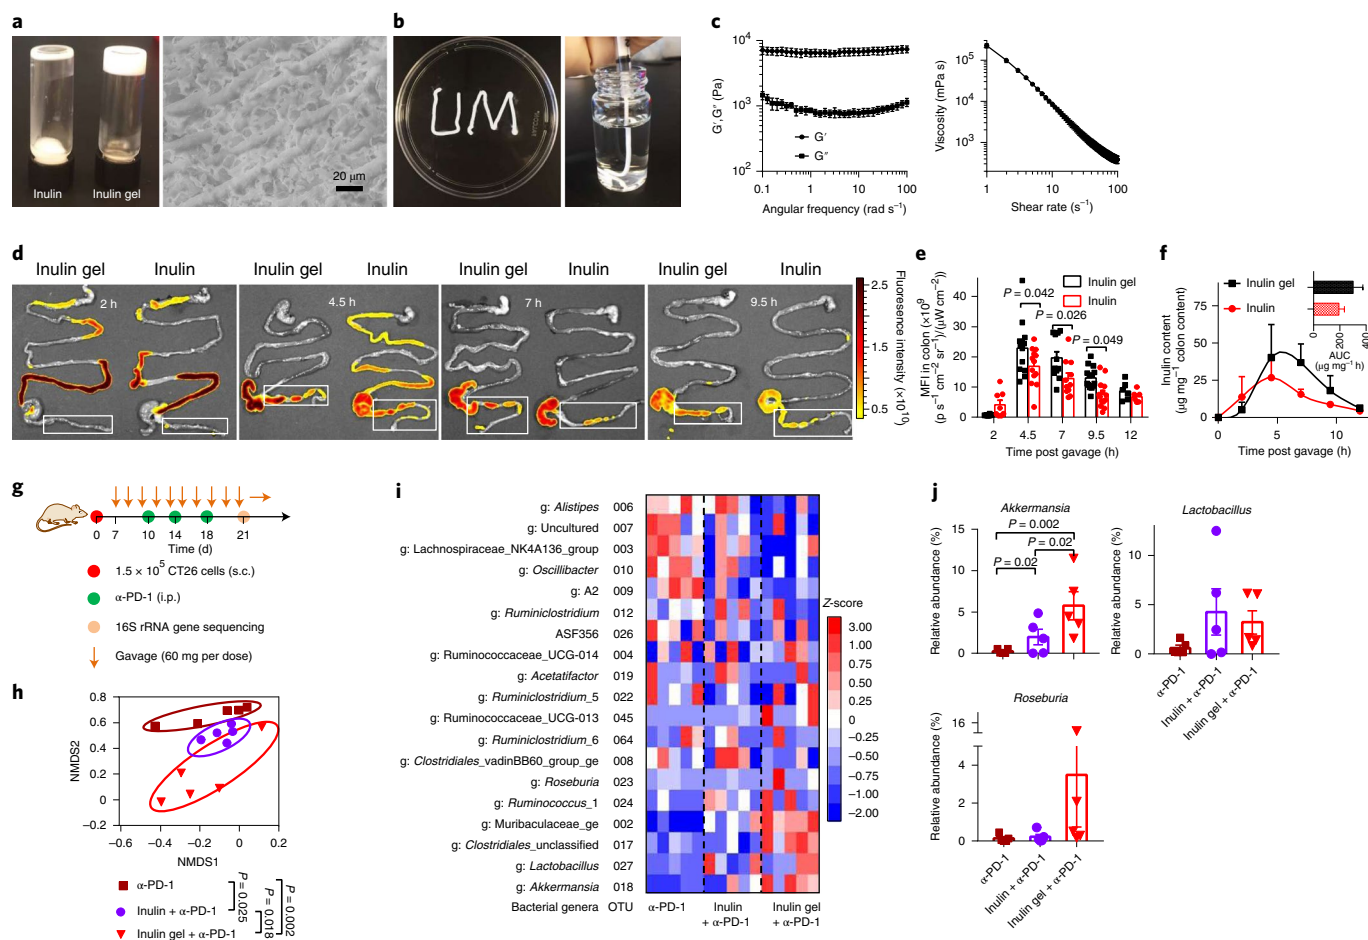 a
Inulin
Inulin gel
20 μm
b
UM
c
G′, G″ (Pa)
10⁴
10³
10²
G′
G″
0.1
1
10
100
Angular frequency (rad s⁻¹)
Viscosity (mPa s)
10⁵
10⁴
10³
1
10
100
Shear rate (s⁻¹)
d
Inulin gel
Inulin
Inulin gel
Inulin
Inulin gel
Inulin
Inulin gel
Inulin
2 h
4.5 h
7 h
9.5 h
2.5
2.0
1.5
1.0
0.5
Fluorescence intensity (×10¹⁰)
e
MFI in colon (×10⁹
(p s⁻¹ cm⁻² sr⁻¹)/(μW cm⁻²))
45
30
20
10
0
Inulin gel
Inulin
P = 0.042
P = 0.026
P = 0.049
2
4.5
7
9.5
12
Time post gavage (h)
f
Inulin gel
Inulin
Inulin content
(μg mg⁻¹ colon content)
75
50
25
0
0
5
10
Time post gavage (h)
0
200
400
AUC
(μg mg⁻¹ h)
g
0
7
10
14
18
21
Time (d)
1.5 × 10⁵ CT26 cells (s.c.)
α-PD-1 (i.p.)
16S rRNA gene sequencing
Gavage (60 mg per dose)
h
NMDS2
0.8
0.6
0.4
0.2
0
−0.2
−0.6
−0.4
−0.2
0
0.2
NMDS1
α-PD-1
Inulin + α-PD-1
Inulin gel + α-PD-1
P = 0.025
P = 0.018
P = 0.002
i
g: Alistipes 006
g: Uncultured 007
g: Lachnospiraceae_NK4A136_group 003
g: Oscillibacter 010
g: A2 009
g: Ruminiclostridium 012
ASF356 026
g: Ruminococcaceae_UCG-014 004
g: Acetatifactor 019
g: Ruminiclostridium_5 022
g: Ruminococcaceae_UCG-013 045
g: Ruminiclostridium_6 064
g: Clostridiales_vadinBB60_group_ge 008
g: Roseburia 023
g: Ruminococcus_1 024
g: Muribaculaceae_ge 002
g: Clostridiales_unclassified 017
g: Lactobacillus 027
g: Akkermansia 018
Bacterial genera OTU
α-PD-1
Inulin
+ α-PD-1
Inulin gel
+ α-PD-1
Z-score
3.00
1.00
0.75
0.50
0.25
0
−0.25
−0.50
−0.75
−1.00
−2.00
j
Akkermansia
Relative abundance (%)
15
10
5
0
P = 0.002
P = 0.02
P = 0.02
Lactobacillus
Relative abundance (%)
10
5
0
α-PD-1
Inulin + α-PD-1
Inulin gel + α-PD-1
Roseburia
Relative abundance (%)
16
4
2
0
α-PD-1
Inulin + α-PD-1
Inulin gel + α-PD-1